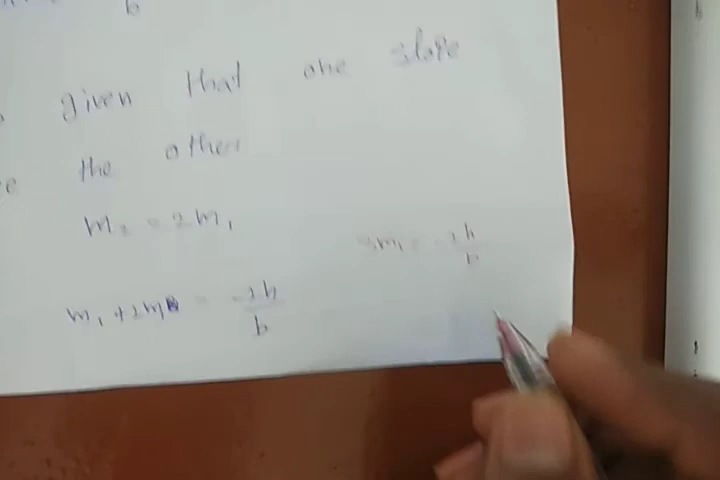 b
given that one slope
the other
m₂ = 2m₁
3m₁ = -2h/b
m₁ + 2m₁ = -2h/b